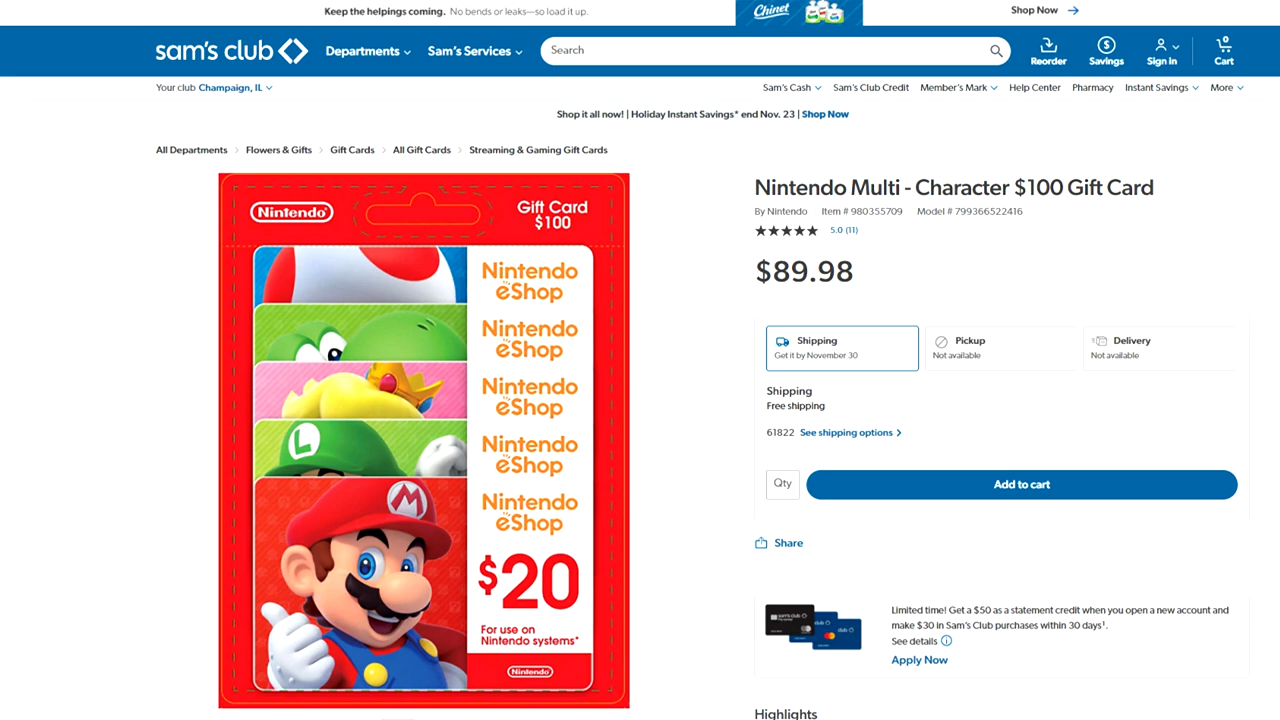 Keep the helpings coming. No bends or leaks—so load it up.
Chinet
Shop Now
sam's club
Departments
Sam's Services
Search
Reorder
$
Savings
Sign in
0
Cart
Your club Champaign, IL
Sam's Cash
Sam's Club Credit
Member's Mark
Help Center
Pharmacy
Instant Savings
More
Shop it all now! | Holiday Instant Savings* end Nov. 23 | Shop Now
All Departments
Flowers & Gifts
Gift Cards
All Gift Cards
Streaming & Gaming Gift Cards
Nintendo
Gift Card
$100
Nintendo
eShop
Nintendo
eShop
Nintendo
eShop
L
Nintendo
eShop
M
Nintendo
eShop
$20
For use on
Nintendo systems*
Nintendo
Nintendo Multi - Character $100 Gift Card
By Nintendo Item # 980355709 Model # 799366522416
5.0 (11)
$89.98
Shipping
Get it by November 30
Pickup
Not available
Delivery
Not available
Shipping
Free shipping
61822 See shipping options
Qty
Add to cart
Share
sam's club
club
club
Limited time! Get a $50 as a statement credit when you open a new account and
make $30 in Sam's Club purchases within 30 days¹.
See details
Apply Now
Highlights